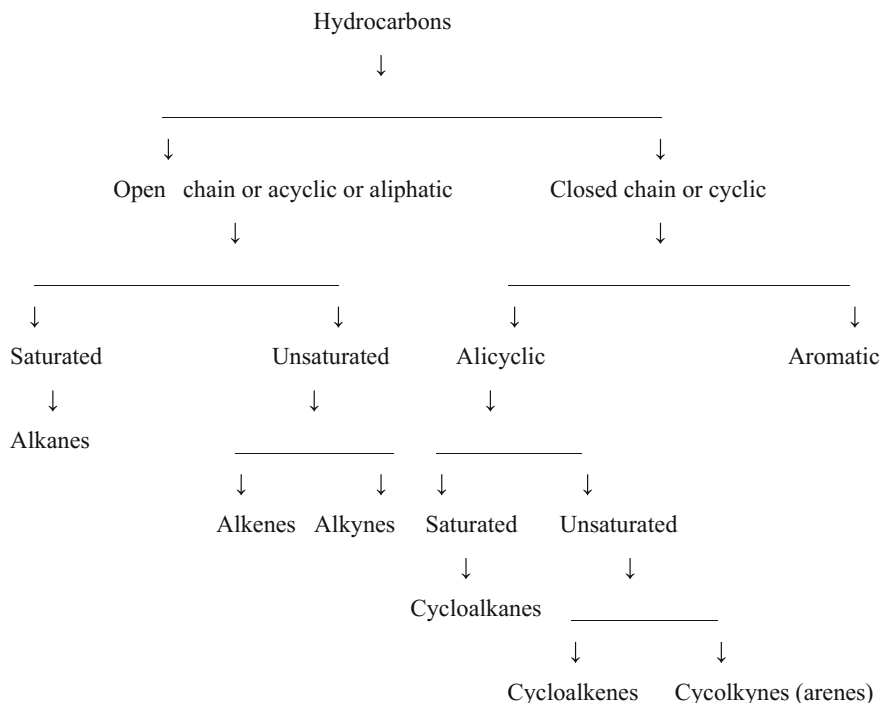 Hydrocarbons
↓
↓ ↓
Open chain or acyclic or aliphatic Closed chain or cyclic
↓ ↓
↓ ↓ ↓ ↓
Saturated Unsaturated Alicyclic Aromatic
↓ ↓ ↓
Alkanes
↓ ↓ ↓ ↓
Alkenes Alkynes Saturated Unsaturated
↓ ↓
Cycloalkanes
↓ ↓
Cycloalkenes Cycolkynes (arenes)